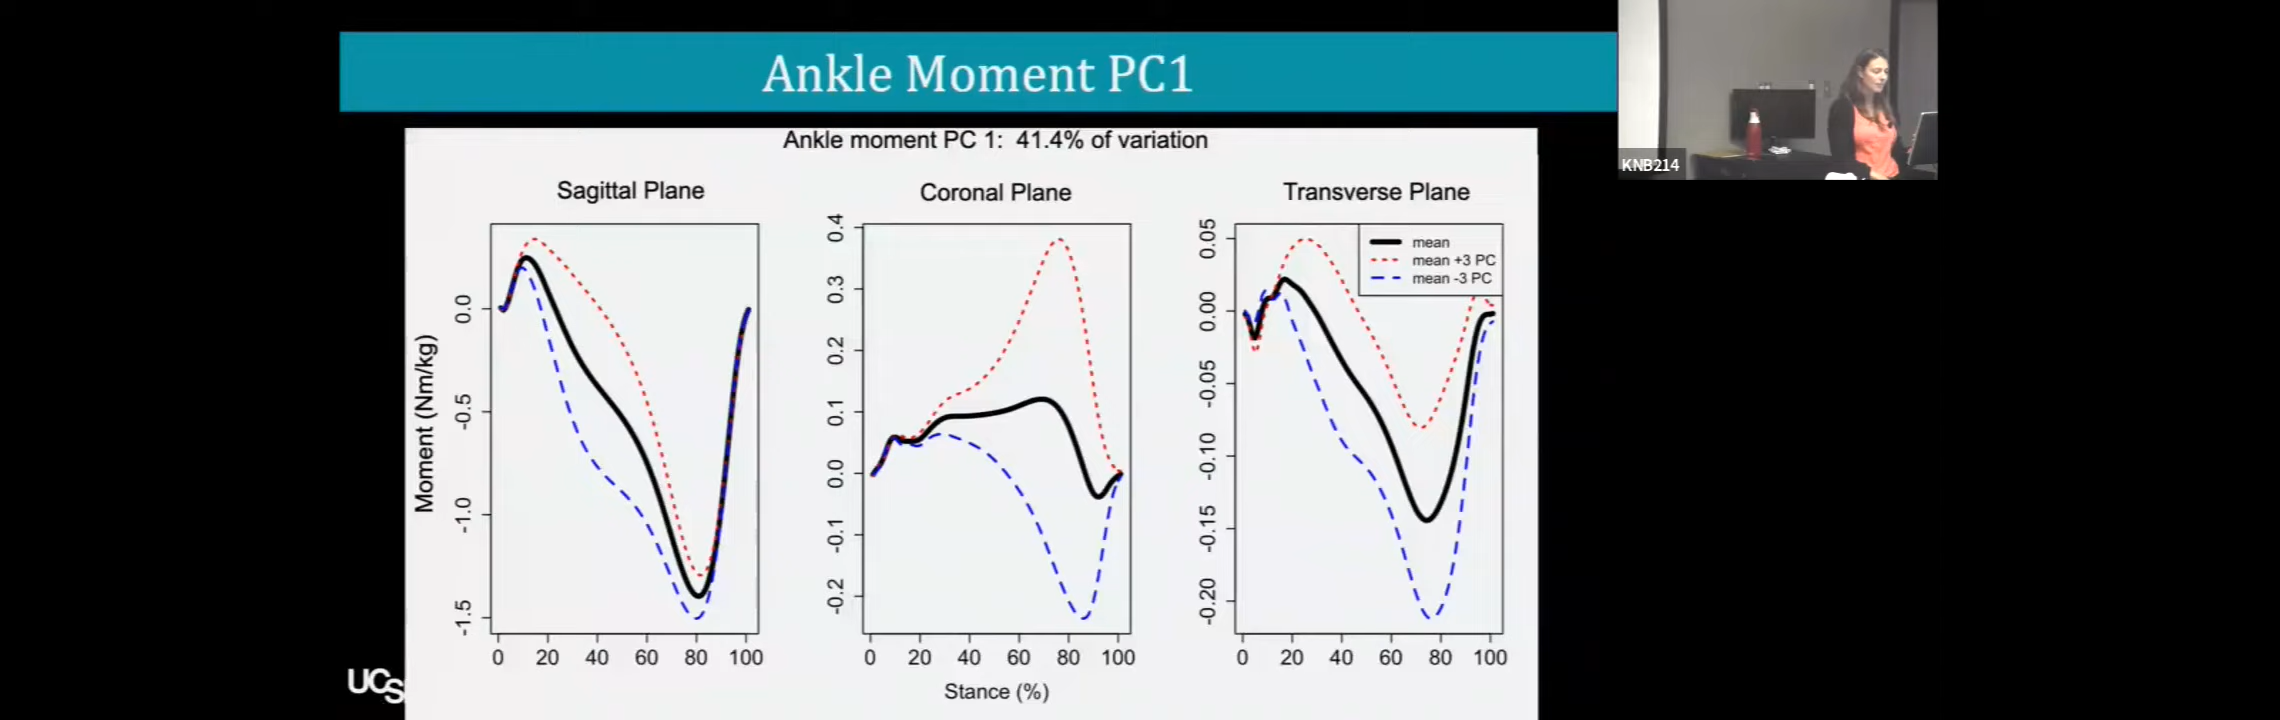 Ankle Moment PC1
KNB214
Ankle moment PC 1: 41.4% of variation
Sagittal Plane
Coronal Plane
Transverse Plane
Moment (Nm/kg)
0.0
-0.5
-1.0
-1.5
0 20 40 60 80 100
0.4
0.3
0.2
0.1
0.0
-0.1
-0.2
0 20 40 60 80 100
0.05
0.00
-0.05
-0.10
-0.15
-0.20
mean
mean +3 PC
mean -3 PC
0 20 40 60 80 100
Stance (%)
UCS